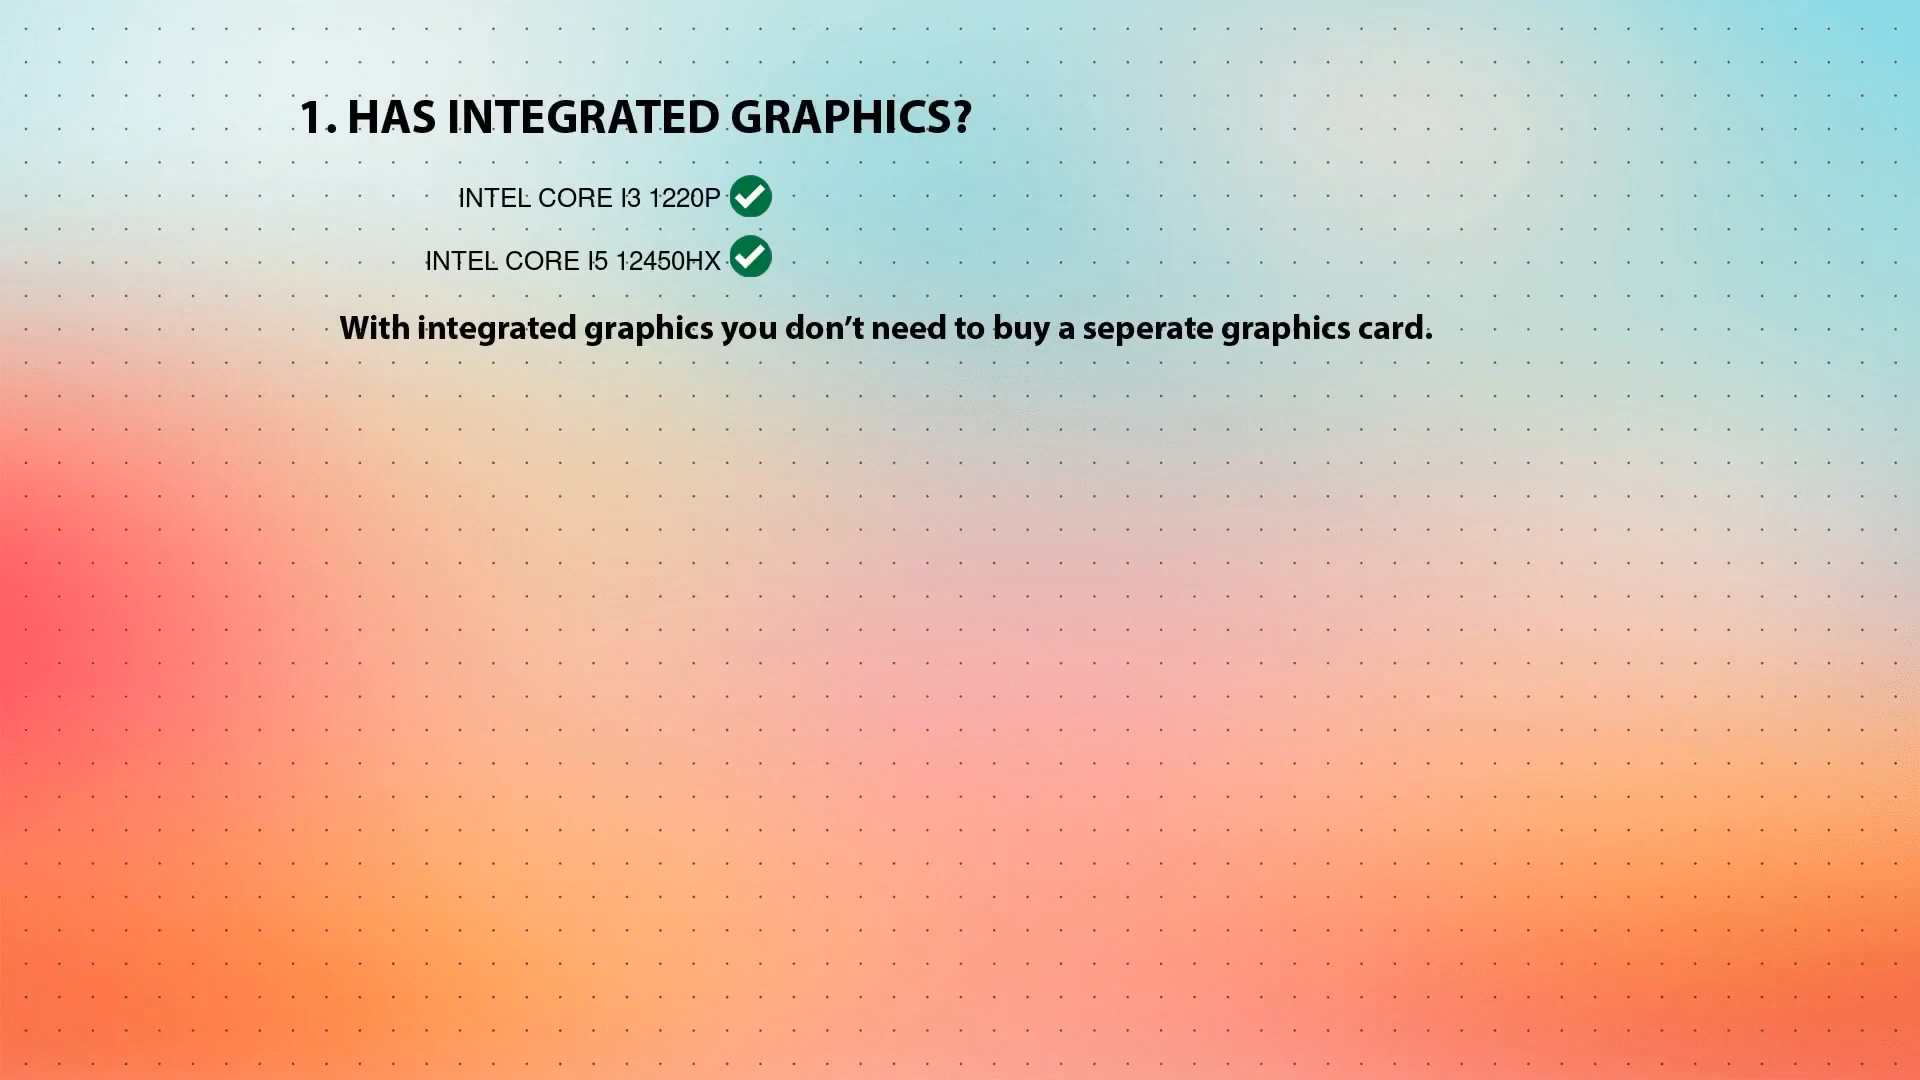 1. HAS INTEGRATED GRAPHICS?
INTEL CORE I3 1220P
INTEL CORE I5 12450HX
With integrated graphics you don’t need to buy a seperate graphics card.